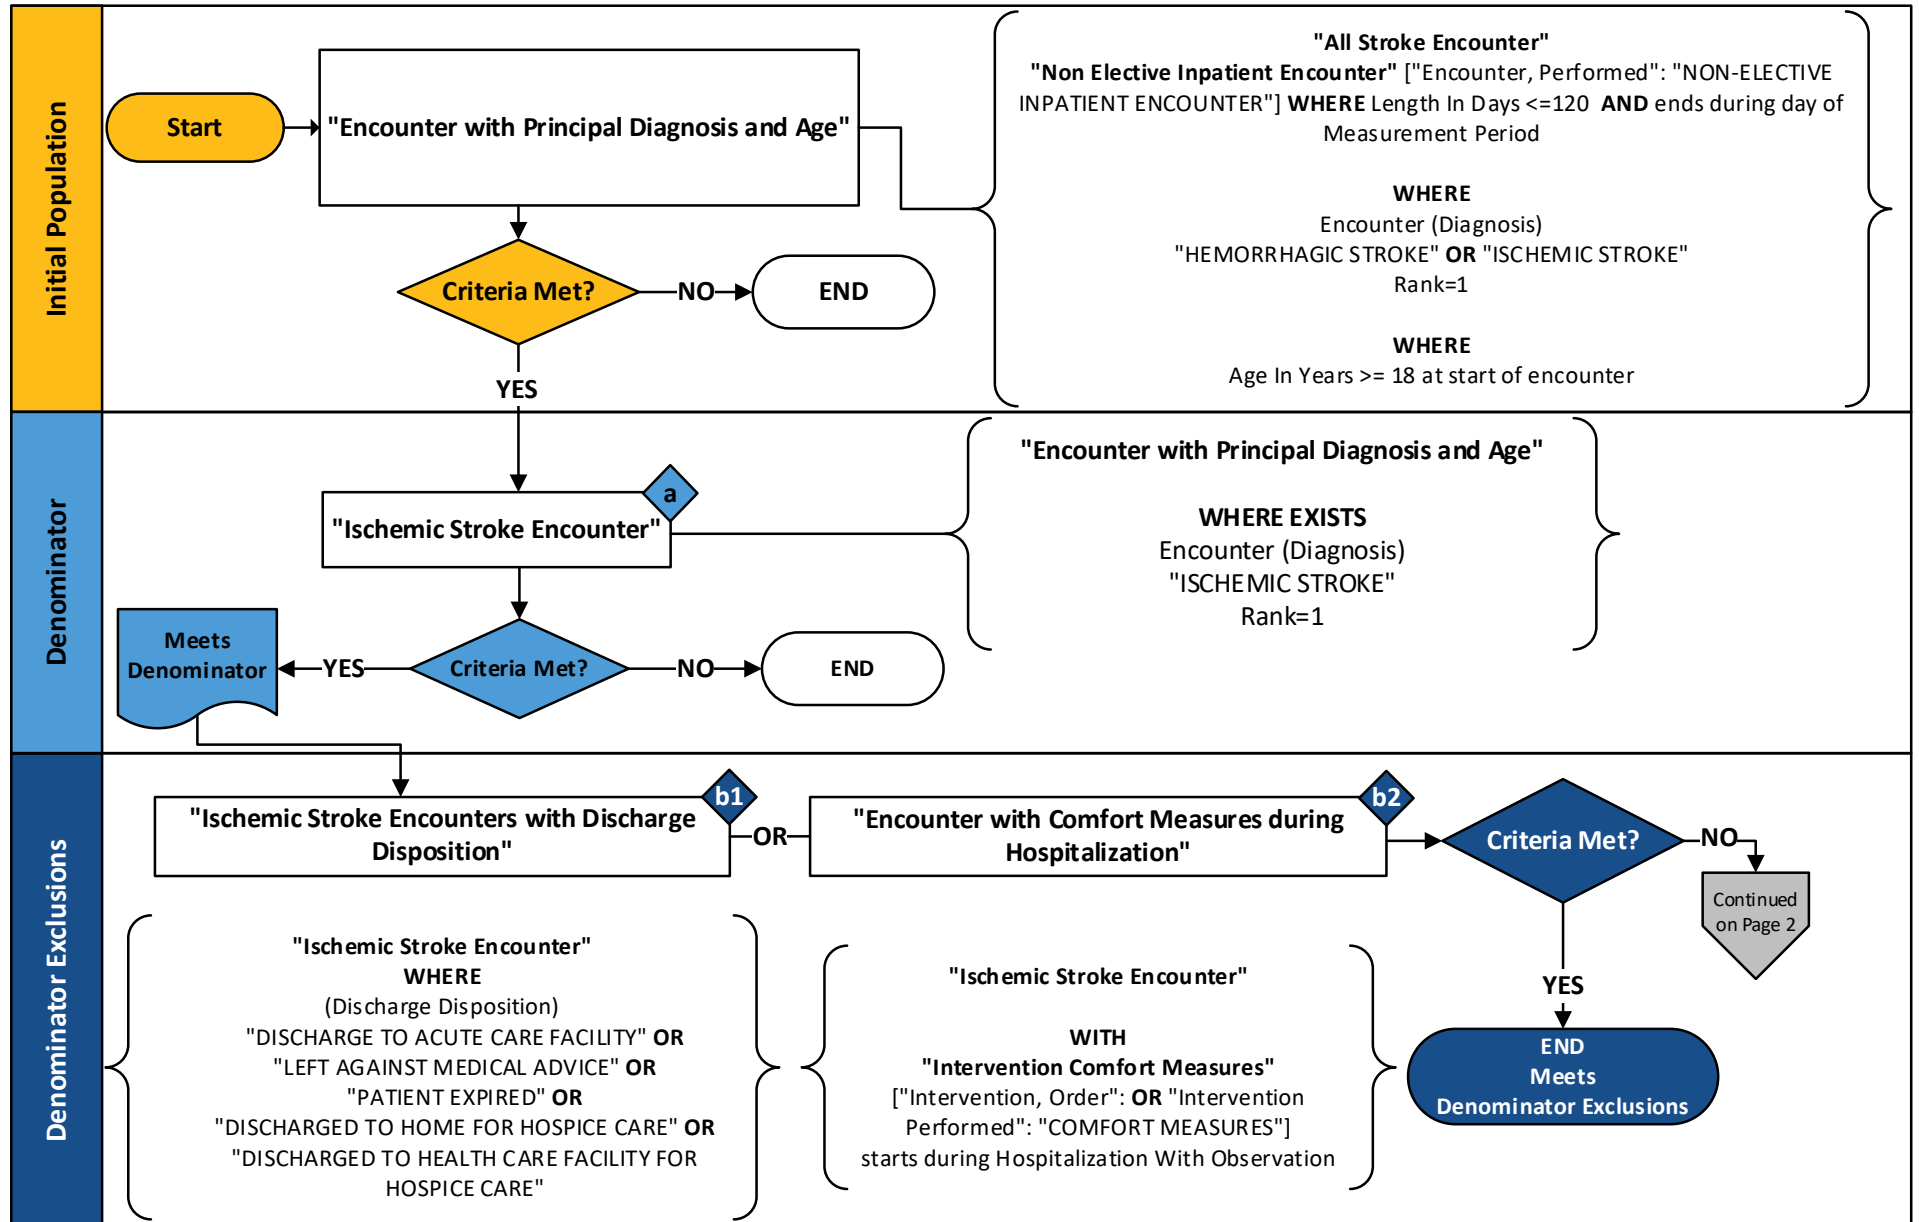 Initial Population
Start
"Encounter with Principal Diagnosis and Age"
"All Stroke Encounter"
"Non Elective Inpatient Encounter" ["Encounter, Performed": "NON-ELECTIVE
INPATIENT ENCOUNTER"] WHERE Length In Days <=120 AND ends during day of
Measurement Period
WHERE
Encounter (Diagnosis)
"HEMORRHAGIC STROKE" OR "ISCHEMIC STROKE"
Rank=1
WHERE
Age In Years >= 18 at start of encounter
Criteria Met?
NO
END
YES
Denominator
"Ischemic Stroke Encounter"
a
"Encounter with Principal Diagnosis and Age"
WHERE EXISTS
Encounter (Diagnosis)
"ISCHEMIC STROKE"
Rank=1
Meets
Denominator
YES
Criteria Met?
NO
END
Denominator Exclusions
"Ischemic Stroke Encounters with Discharge
Disposition"
b1
OR
"Encounter with Comfort Measures during
Hospitalization"
b2
Criteria Met?
NO
Continued
on Page 2
"Ischemic Stroke Encounter"
WHERE
(Discharge Disposition)
"DISCHARGE TO ACUTE CARE FACILITY" OR
"LEFT AGAINST MEDICAL ADVICE" OR
"PATIENT EXPIRED" OR
"DISCHARGED TO HOME FOR HOSPICE CARE" OR
"DISCHARGED TO HEALTH CARE FACILITY FOR
HOSPICE CARE"
"Ischemic Stroke Encounter"
WITH
"Intervention Comfort Measures"
["Intervention, Order": OR "Intervention
Performed": "COMFORT MEASURES"]
starts during Hospitalization With Observation
YES
END
Meets
Denominator Exclusions